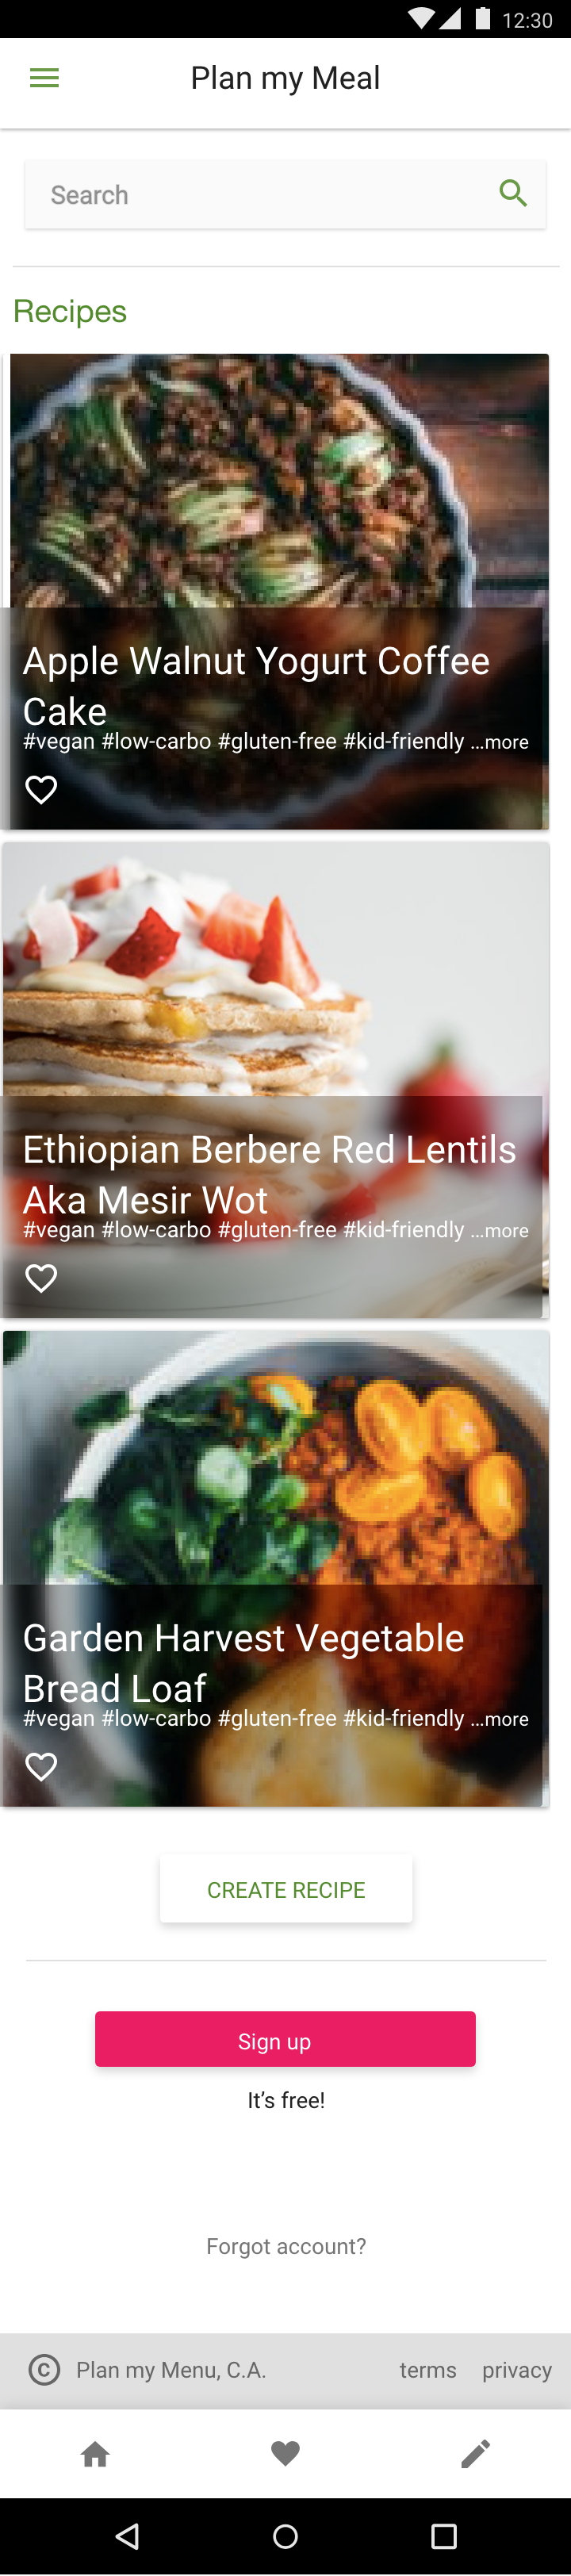 12:30
Plan my Meal
Search
Recipes
Apple Walnut Yogurt Coffee
Cake
#vegan #low-carbo #gluten-free #kid-friendly ...more
Ethiopian Berbere Red Lentils
Aka Mesir Wot
#vegan #low-carbo #gluten-free #kid-friendly ...more
Garden Harvest Vegetable
Bread Loaf
#vegan #low-carbo #gluten-free #kid-friendly ...more
CREATE RECIPE
Sign up
It’s free!
Forgot account?
© Plan my Menu, C.A. terms privacy